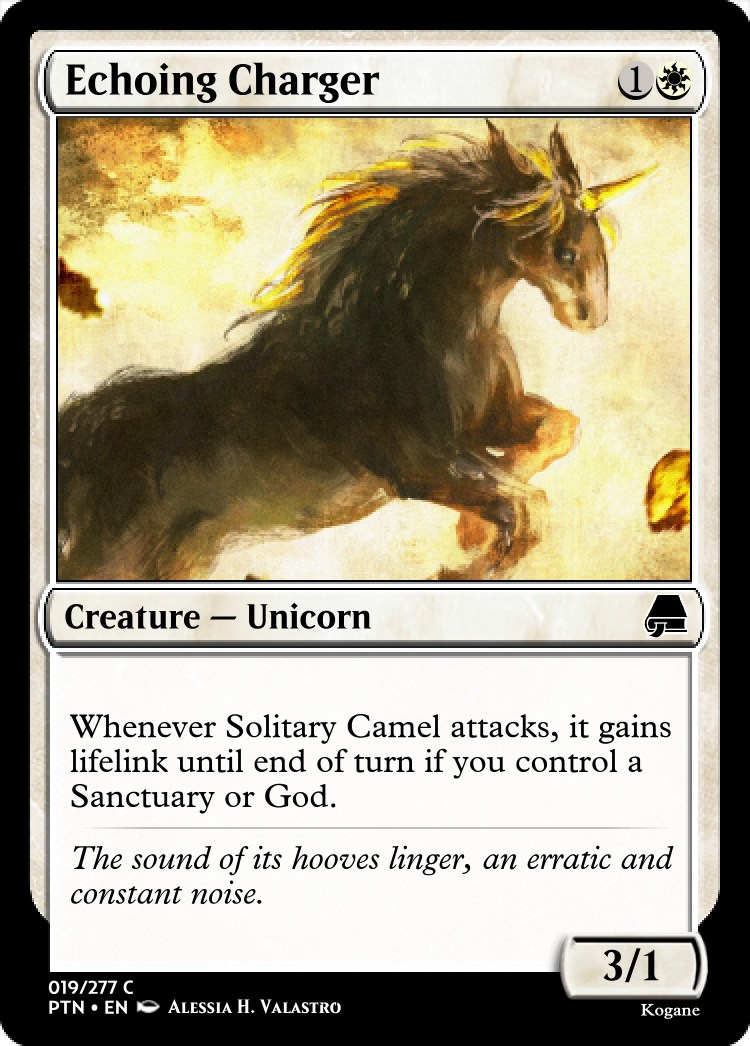 Echoing Charger
1
Creature — Unicorn
Whenever Solitary Camel attacks, it gains
lifelink until end of turn if you control a
Sanctuary or God.
The sound of its hooves linger, an erratic and
constant noise.
3/1
019/277 C
PTN • EN Alessia H. Valastro
Kogane